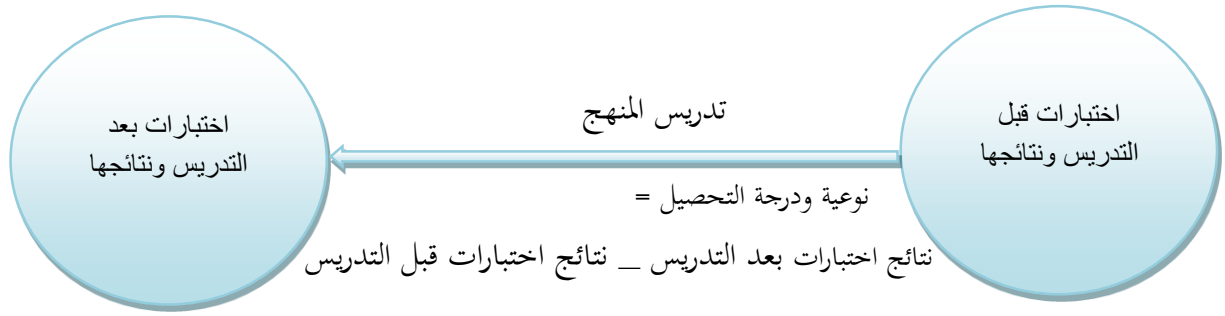 اختبارات قبل
التدريس ونتائجها
تدريس المنهج
نوعية ودرجة التحصيل =
نتائج اختبارات بعد التدريس _ نتائج اختبارات قبل التدريس
اختبارات بعد
التدريس ونتائجها